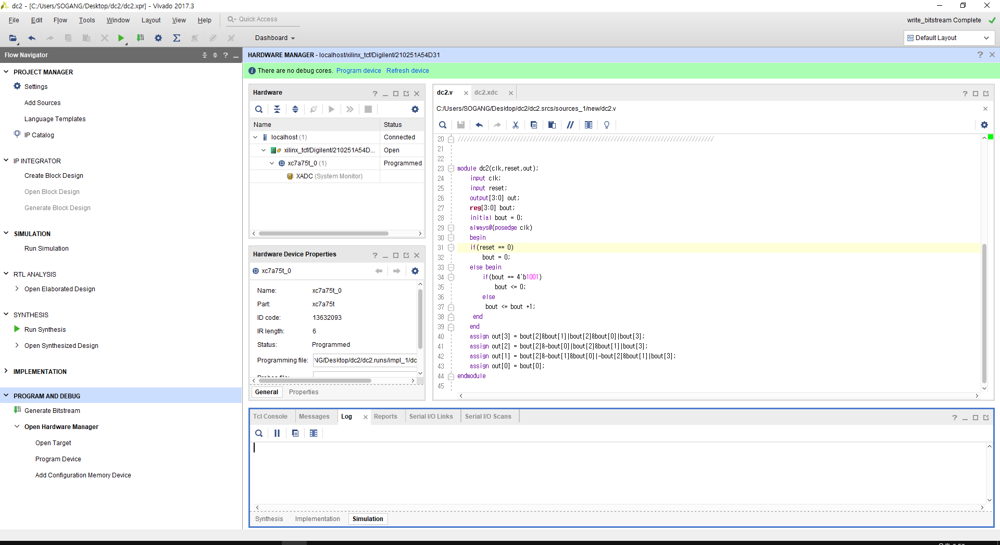 dc2 - [C:/Users/SOGANG/Desktop/dc2/dc2.xpr] - Vivado 2017.3
File Edit Flow Tools Window Layout View Help Quick Access
write_bitstream Complete
Dashboard
Default Layout
Flow Navigator
PROJECT MANAGER
Settings
Add Sources
Language Templates
IP Catalog
IP INTEGRATOR
Create Block Design
Open Block Design
Generate Block Design
SIMULATION
Run Simulation
RTL ANALYSIS
Open Elaborated Design
SYNTHESIS
Run Synthesis
Open Synthesized Design
IMPLEMENTATION
PROGRAM AND DEBUG
Generate Bitstream
Open Hardware Manager
Open Target
Program Device
Add Configuration Memory Device
HARDWARE MANAGER - localhost/xilinx_tcf/Digilent/210251A54D31
There are no debug cores. Program device Refresh device
Hardware
Name Status
localhost (1) Connected
xilinx_tcf/Digilent/210251A54D... Open
xc7a75t_0 (1) Programmed
XADC (System Monitor)
Hardware Device Properties
xc7a75t_0
Name: xc7a75t_0
Part: xc7a75t
ID code: 13632093
IR length: 6
Status: Programmed
Programming file: NG/Desktop/dc2/dc2.runs/impl_1/dc
General Properties
dc2.v dc2.xdc
C:/Users/SOGANG/Desktop/dc2/dc2.srcs/sources_1/new/dc2.v
20 //////////////////////////////////////////////////////////////////////////////////
21
22
23 module dc2(clk,reset,out);
24 input clk;
25 input reset;
26 output[3:0] out;
27 reg[3:0] bout;
28 initial bout = 0;
29 always@(posedge clk)
30 begin
31 if(reset == 0)
32 bout = 0;
33 else begin
34 if(bout == 4'b1001)
35 bout <= 0;
36 else
37 bout <= bout +1;
38 end
39 end
40 assign out[3] = bout[2]&bout[1]|bout[2]&bout[0]|bout[3];
41 assign out[2] = bout[2]&~bout[0]|bout[2]&bout[1]|bout[3];
42 assign out[1] = bout[2]&~bout[1]&bout[0]|~bout[2]&bout[1]|bout[3];
43 assign out[0] = bout[0];
44 endmodule
45
Tcl Console Messages Log Reports Serial I/O Links Serial I/O Scans
Synthesis Implementation Simulation